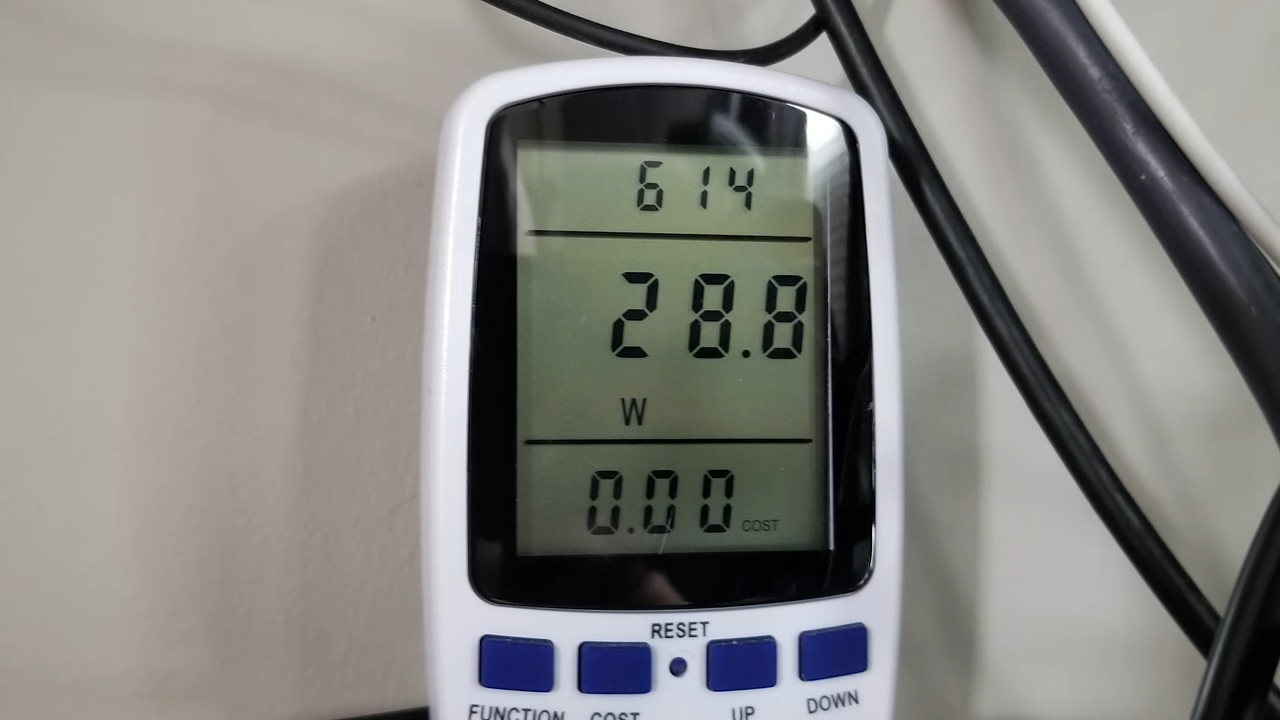 614
28.8
W
0.00 COST
RESET
FUNCTION COST UP DOWN